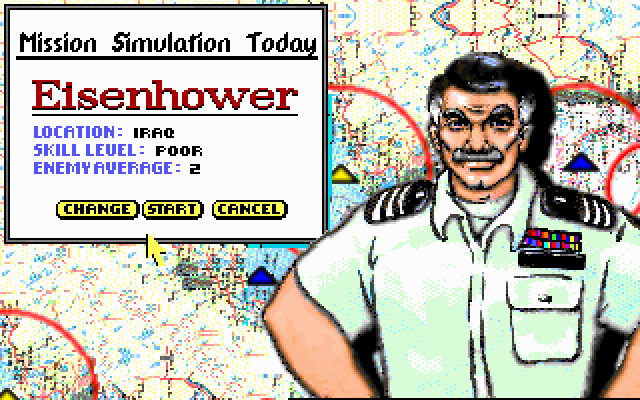 Mission Simulation Today
Eisenhower
LOCATION: IRAQ
SKILL LEVEL: POOR
ENEMY AVERAGE: 2
CHANGE START CANCEL